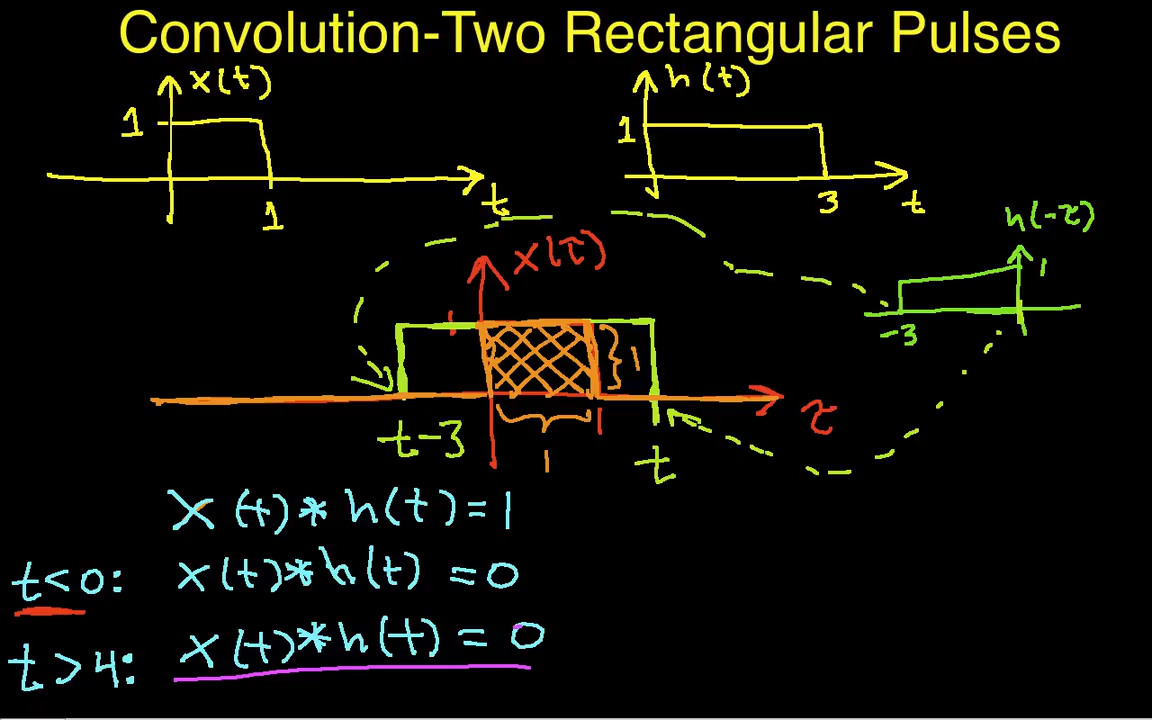 Convolution-Two Rectangular Pulses
x(t)
1
1
t
h(t)
1
3
t
h(-τ)
1
-3
x(τ)
1
1
t-3
1
1
t
τ
x(t)*h(t)=1
t<0: x(t)*h(t)=0
t>4: x(t)*h(t)=0